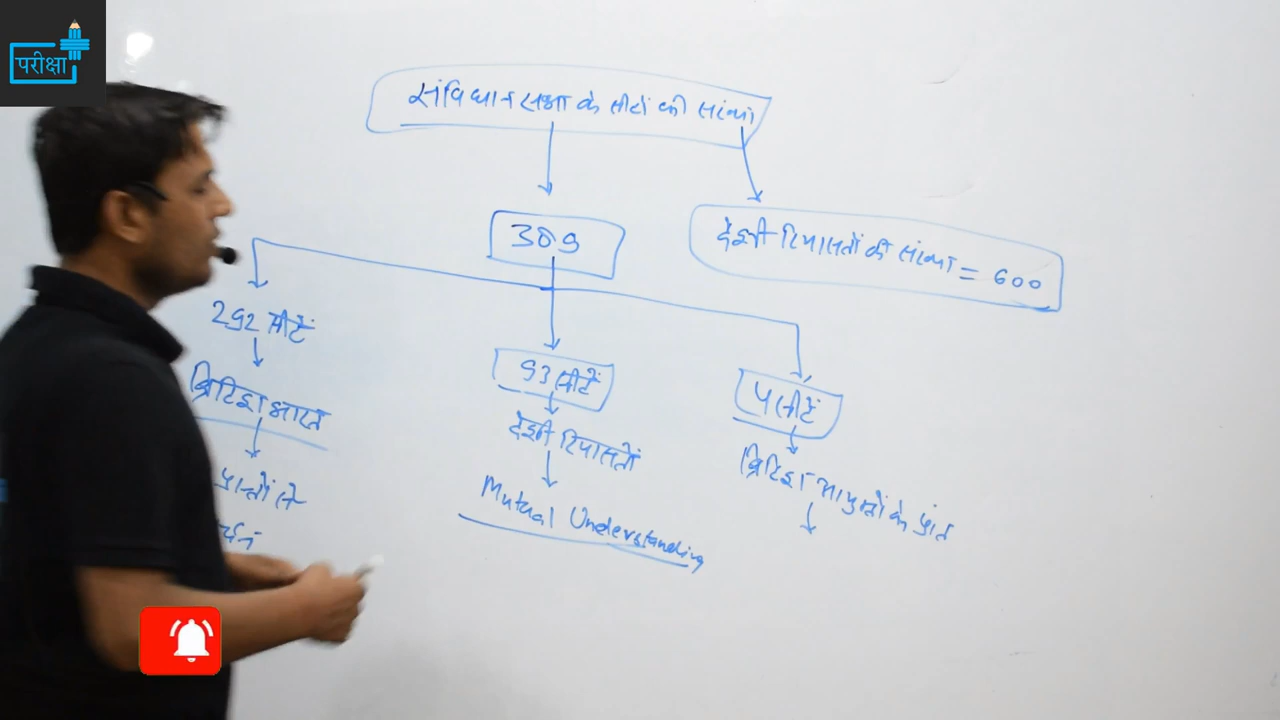 परीक्षा
संविधान सभा के सीटों की संख्या
389
देशी रियासतों की संख्या = 600
292 सीटें
93 सीटें
4 सीटें
ब्रिटिश भारत
देशी रियासतों
ब्रिटिश आयुक्तों के प्रांत
प्रान्तों से
Mutual Understanding